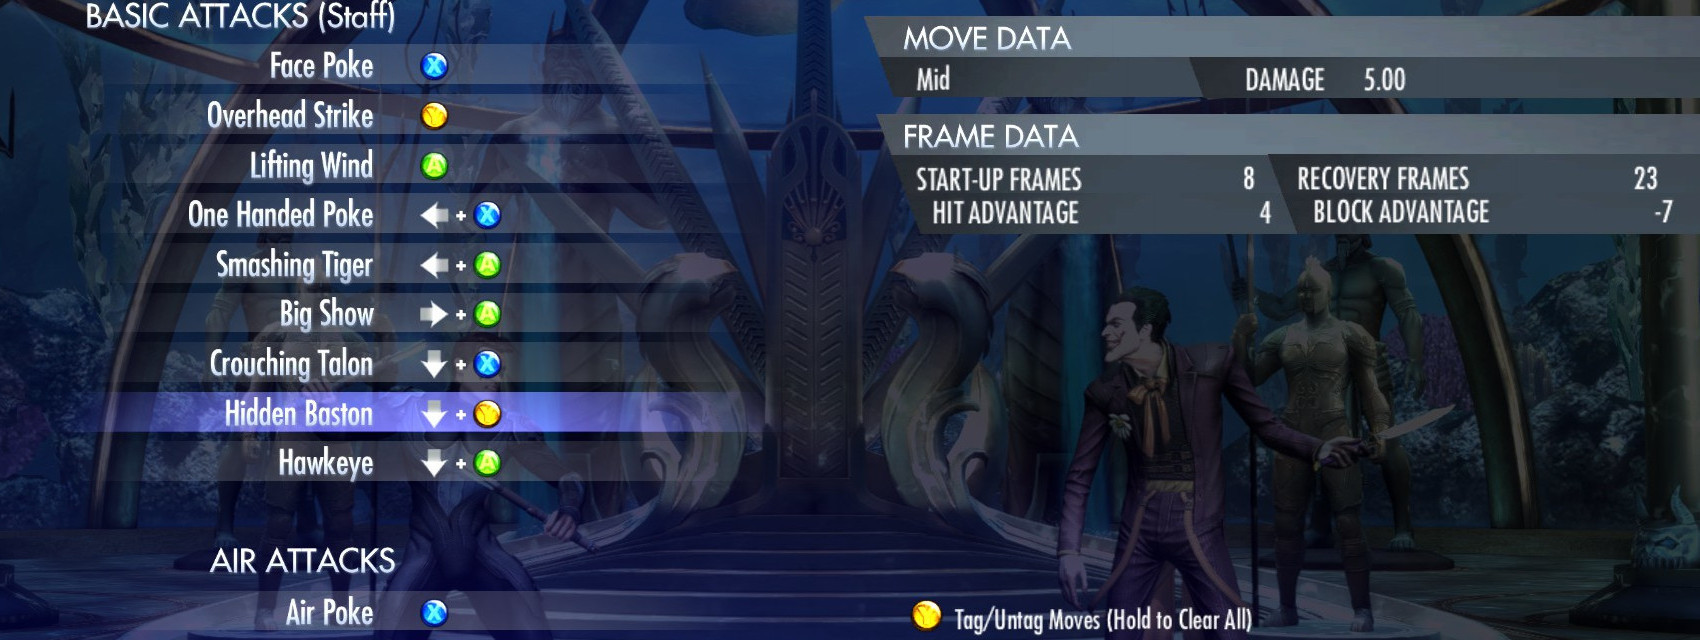 BASIC ATTACKS (Staff)
Face Poke X
Overhead Strike Y
Lifting Wind A
One Handed Poke + X
Smashing Tiger + A
Big Show + A
Crouching Talon + X
Hidden Baston + Y
Hawkeye + A
AIR ATTACKS
Air Poke X
MOVE DATA
Mid DAMAGE 5.00
FRAME DATA
START-UP FRAMES 8 RECOVERY FRAMES 23
HIT ADVANTAGE 4 BLOCK ADVANTAGE -7
Y Tag/Untag Moves (Hold to Clear All)